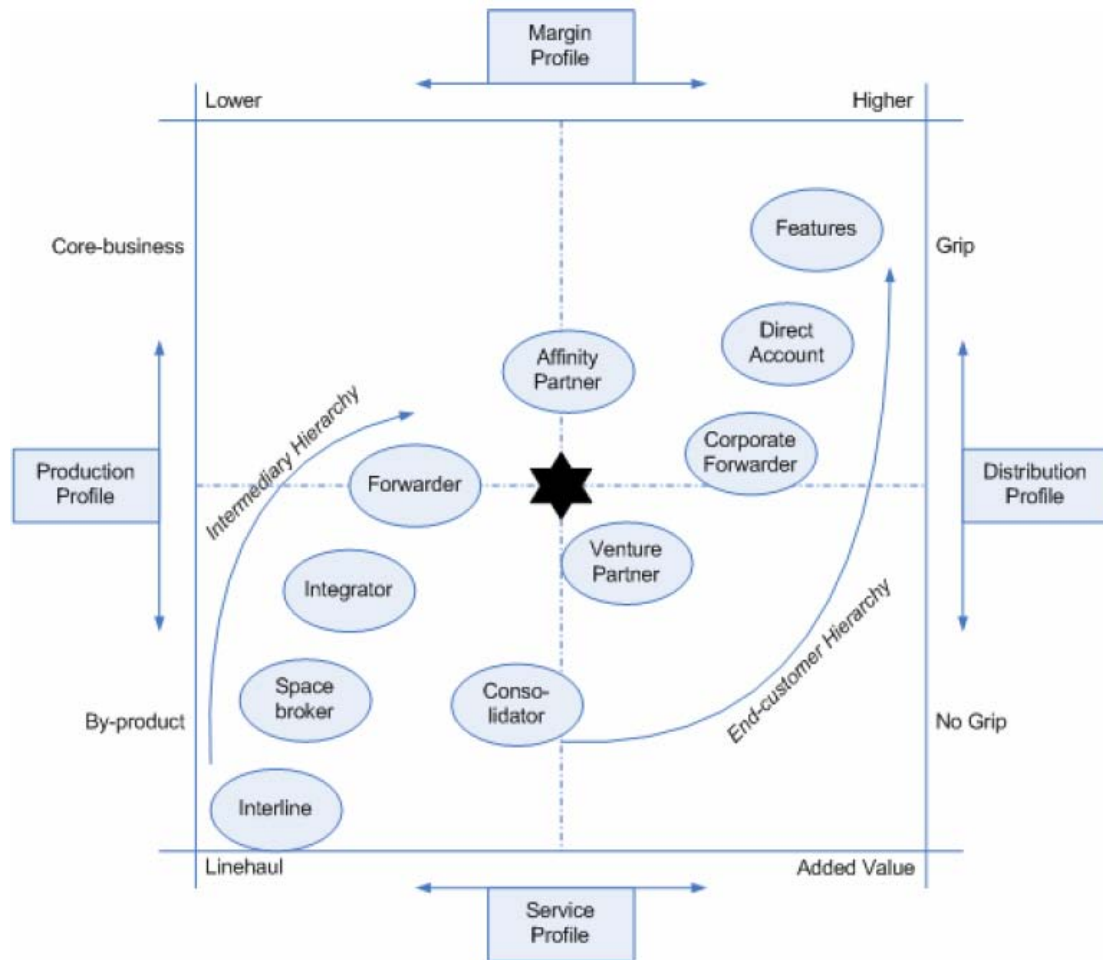 Margin
Profile
Lower
Higher
Features
Core-business
Grip
Direct
Account
Affinity
Partner
Intermediary Hierarchy
Corporate
Forwarder
Production
Profile
Forwarder
Distribution
Profile
Venture
Partner
Integrator
End-customer Hierarchy
Space
broker
Conso-
lidator
By-product
No Grip
Interline
Linehaul
Added Value
Service
Profile